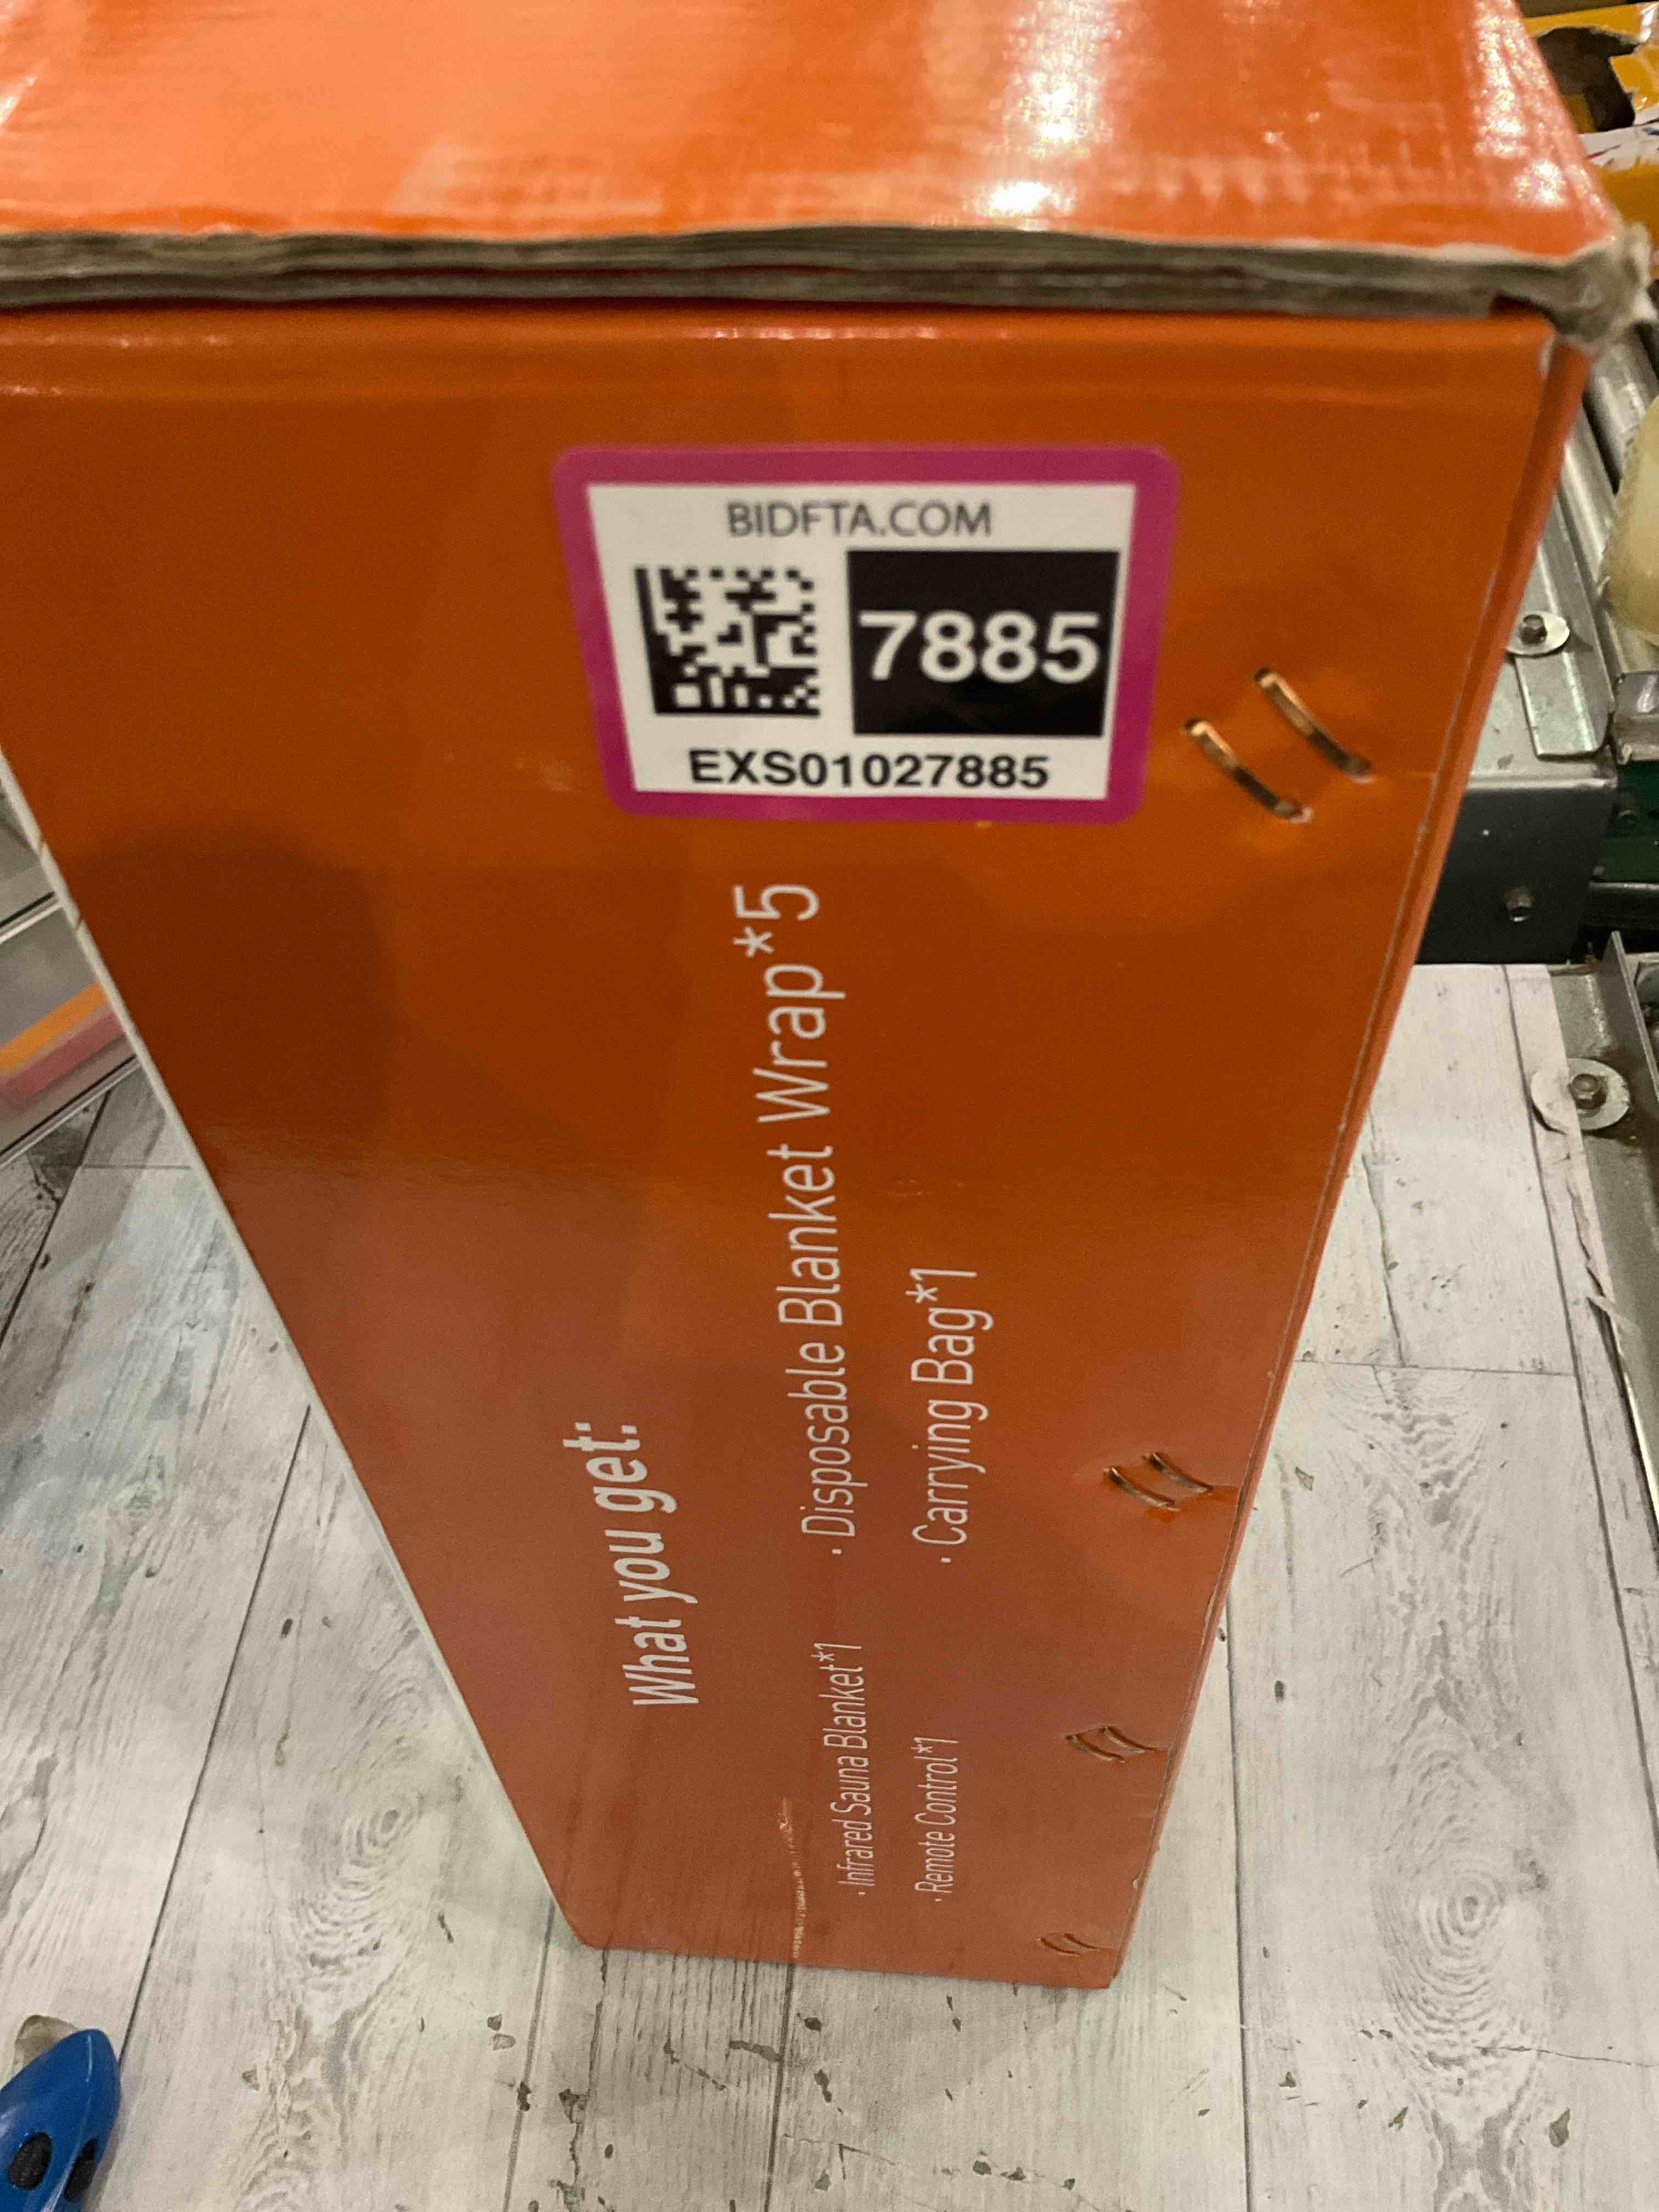 BIDFTA.COM
7885
EXS01027885
What you get:
· Infrared Sauna Blanket*1
· Disposable Blanket Wrap*5
· Remote Control*1
· Carrying Bag*1